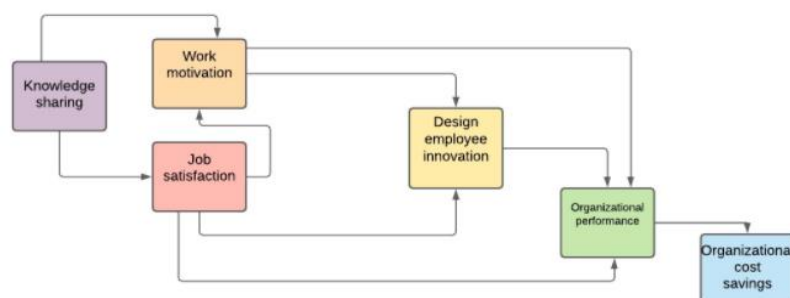 Work
motivation
Knowledge
sharing
Design
employee
innovation
Job
satisfaction
Organizational
performance
Organizationa
cost
savings